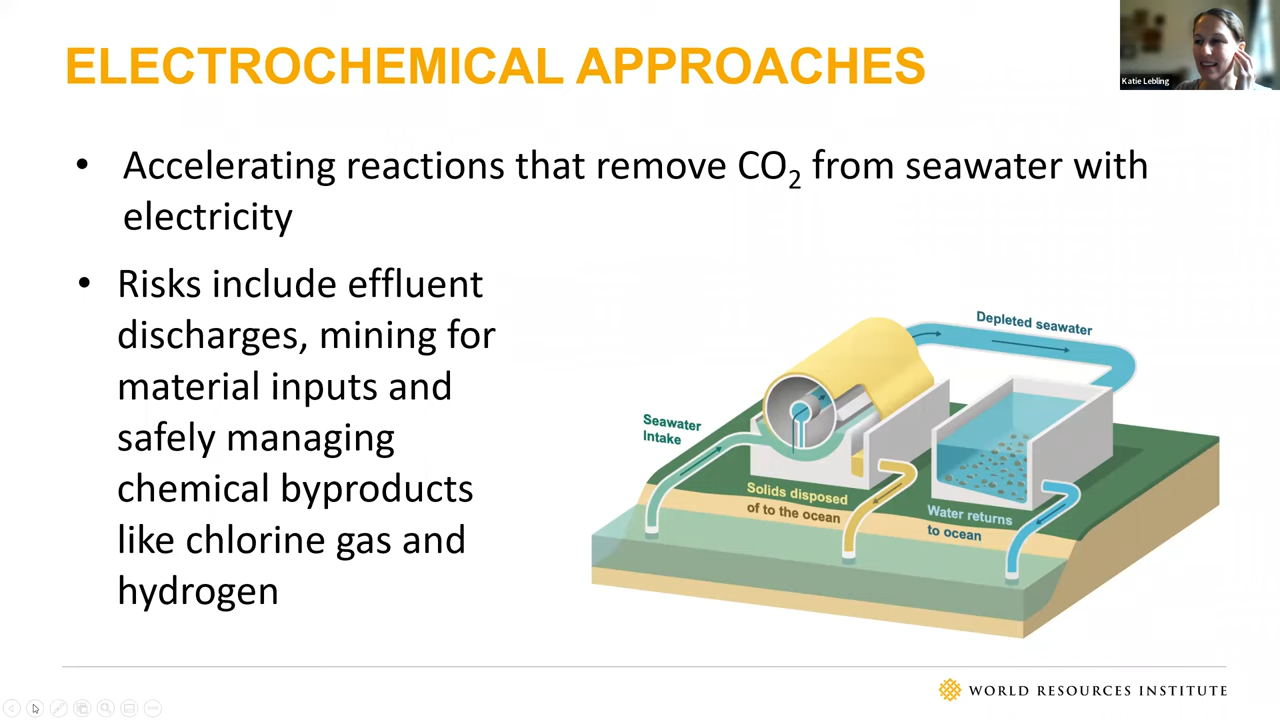 ELECTROCHEMICAL APPROACHES
Katie Lebling
• Accelerating reactions that remove CO₂ from seawater with
electricity
• Risks include effluent
discharges, mining for
material inputs and
safely managing
chemical byproducts
like chlorine gas and
hydrogen
Depleted seawater
Seawater
Intake
Solids disposed
of to the ocean
Water returns
to ocean
WORLD RESOURCES INSTITUTE